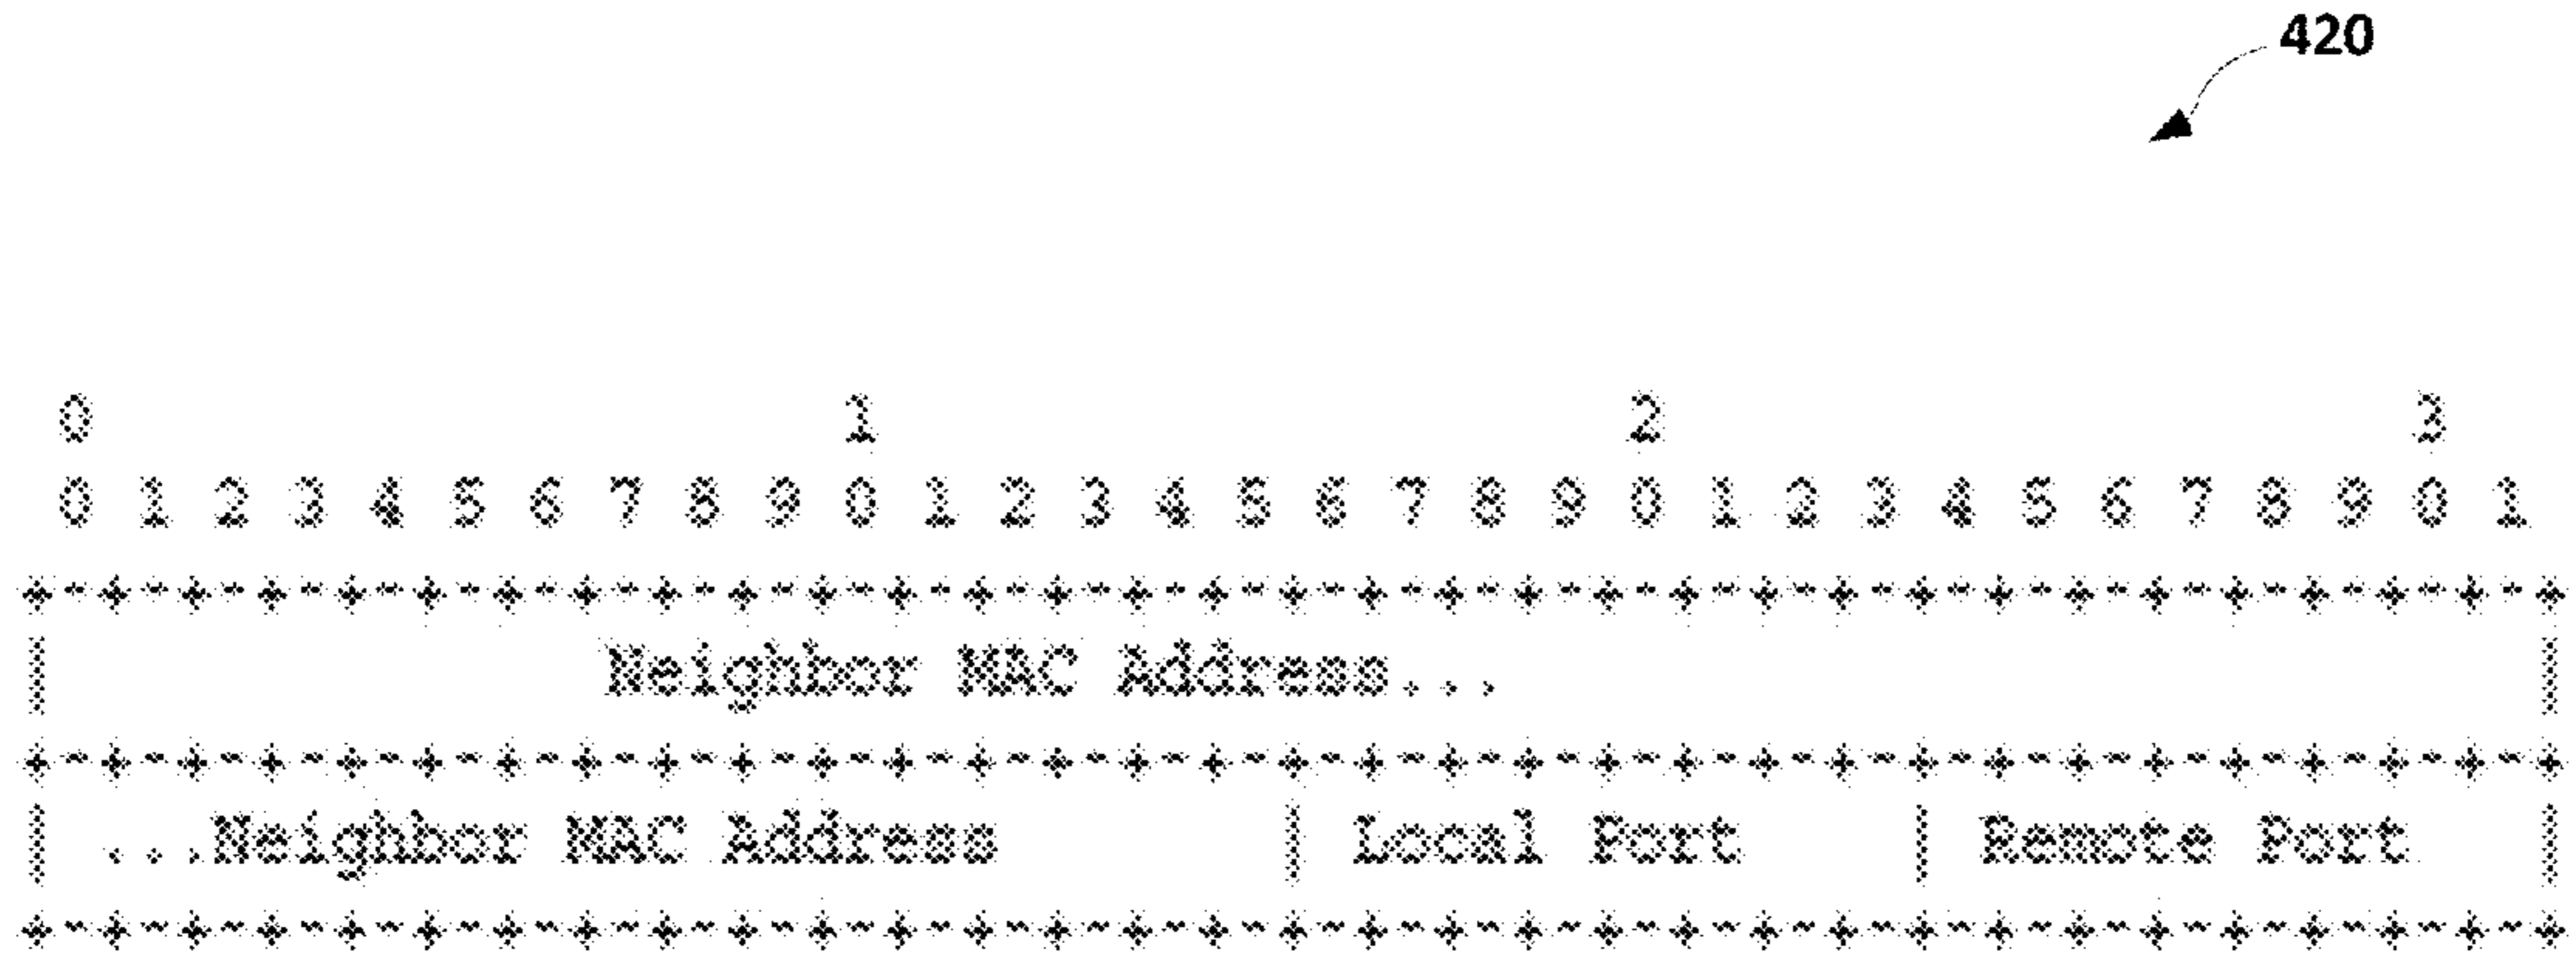 420
0 1 2 3
0 1 2 3 4 5 6 7 8 9 0 1 2 3 4 5 6 7 8 9 0 1 2 3 4 5 6 7 8 9 0 1
+-+-+-+-+-+-+-+-+-+-+-+-+-+-+-+-+-+-+-+-+-+-+-+-+-+-+-+-+-+-+-+-+
| Neighbor MAC Address... |
+-+-+-+-+-+-+-+-+-+-+-+-+-+-+-+-+-+-+-+-+-+-+-+-+-+-+-+-+-+-+-+-+
| ...Neighbor MAC Address | Local Port | Remote Port |
+-+-+-+-+-+-+-+-+-+-+-+-+-+-+-+-+-+-+-+-+-+-+-+-+-+-+-+-+-+-+-+-+